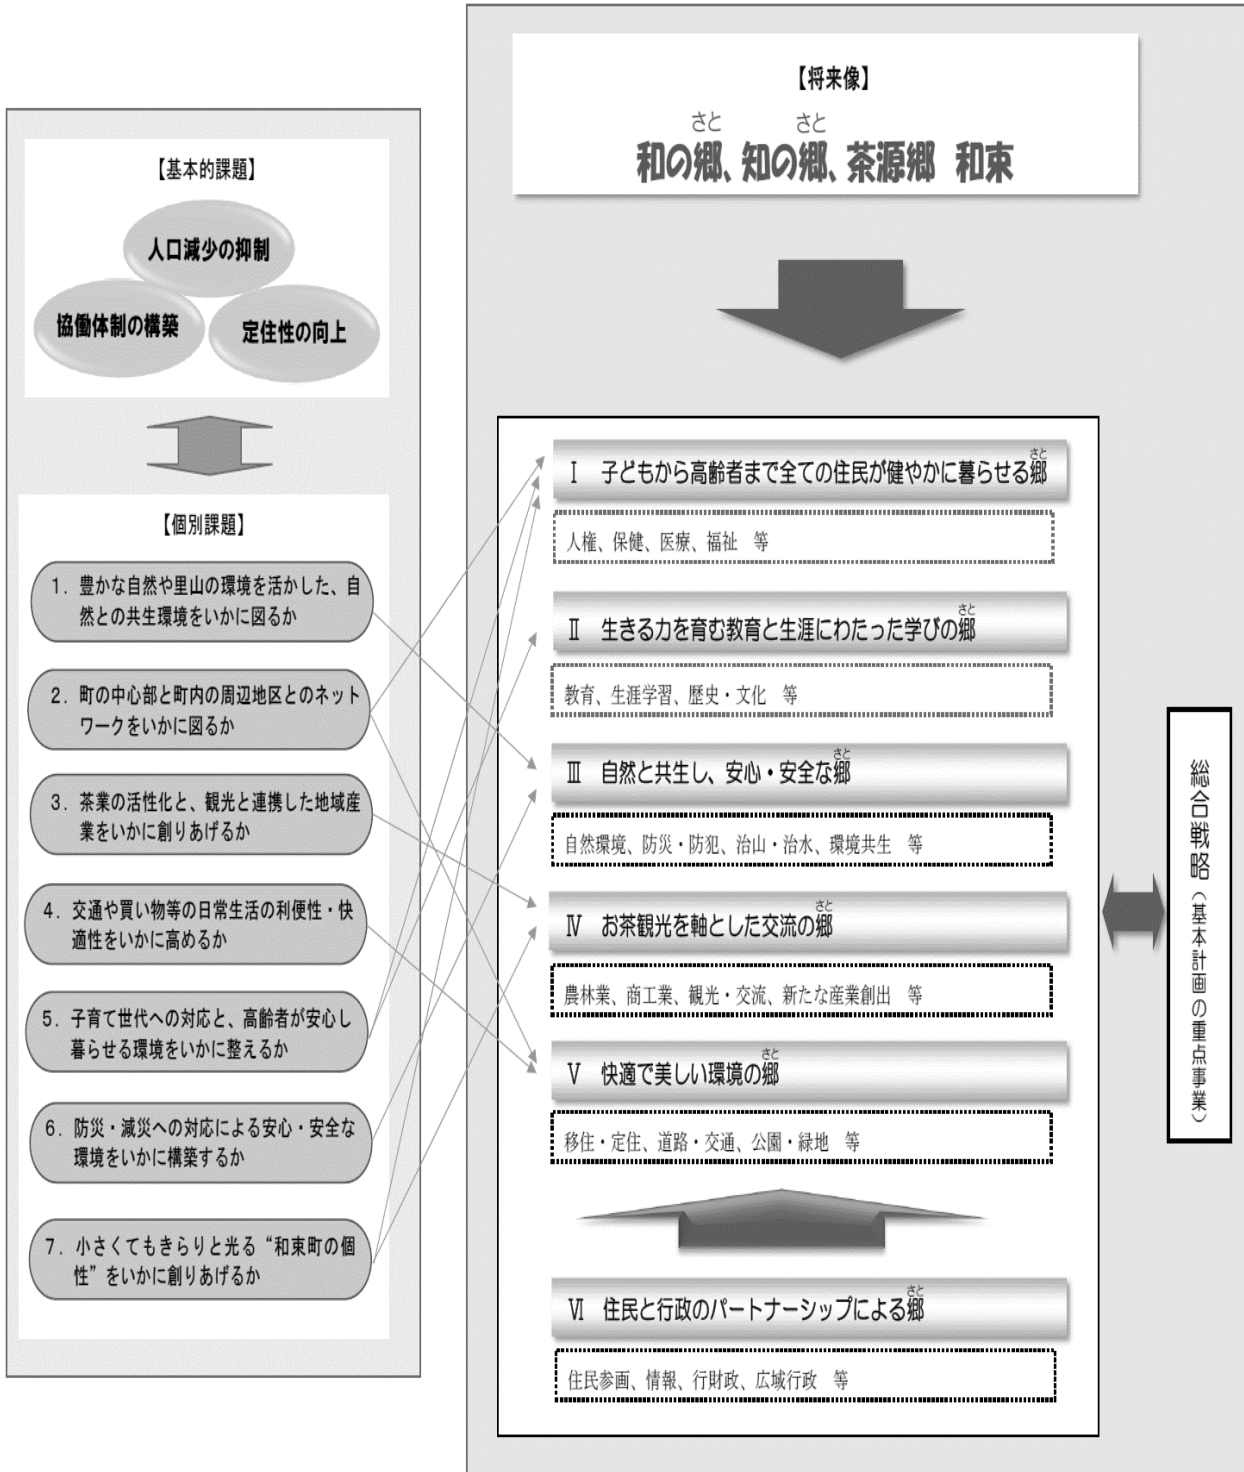 【基本的課題】
人口減少の抑制
協働体制の構築
定住性の向上
【個別課題】
1．豊かな自然や里山の環境を活かした、自
然との共生環境をいかに図るか
2．町の中心部と町内の周辺地区とのネット
ワークをいかに図るか
3．茶業の活性化と、観光と連携した地域産
業をいかに創りあげるか
4．交通や買い物等の日常生活の利便性・快
適性をいかに高めるか
5．子育て世代への対応と、高齢者が安心し
暮らせる環境をいかに整えるか
6．防災・減災への対応による安心・安全な
環境をいかに構築するか
7．小さくてもきらりと光る“和束町の個
性”をいかに創りあげるか
【将来像】
さと さと
和の郷、知の郷、茶源郷 和束
さと
Ⅰ 子どもから高齢者まで全ての住民が健やかに暮らせる郷
人権、保健、医療、福祉 等
さと
Ⅱ 生きる力を育む教育と生涯にわたった学びの郷
教育、生涯学習、歴史・文化 等
さと
Ⅲ 自然と共生し、安心・安全な郷
自然環境、防災・防犯、治山・治水、環境共生 等
さと
Ⅳ お茶観光を軸とした交流の郷
農林業、商工業、観光・交流、新たな産業創出 等
さと
Ⅴ 快適で美しい環境の郷
移住・定住、道路・交通、公園・緑地 等
さと
Ⅵ 住民と行政のパートナーシップによる郷
住民参画、情報、行財政、広域行政 等
総合戦略（基本計画の重点事業）